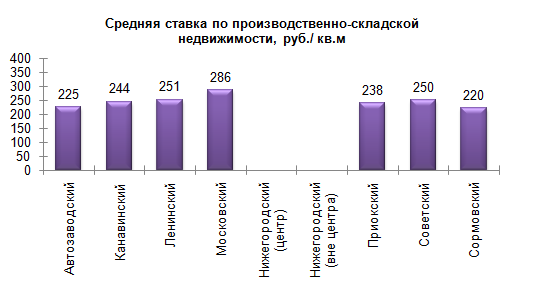 Средняя ставка по производственно-складской
недвижимости, руб./ кв.м
400
350
300
250
200
150
100
50
0
225
244
251
286
238
250
220
Автозаводский
Канавинский
Ленинский
Московский
Нижегородский
(центр)
Нижегородский
(вне центра)
Приокский
Советский
Сормовский